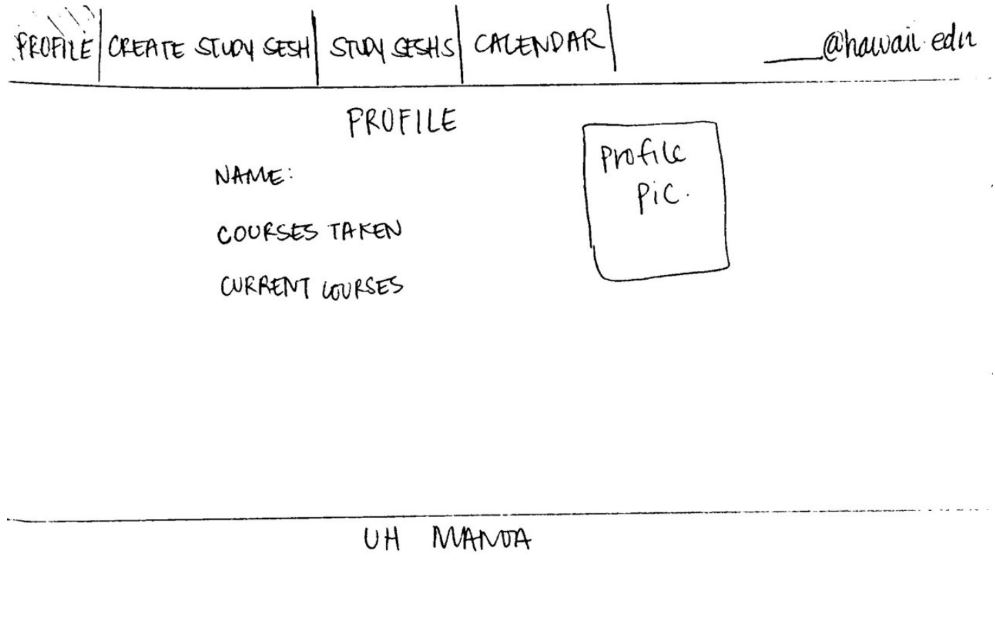 PROFILE CREATE STUDY SESH STUDY SESHS CALENDAR ____@hawaii.edu
PROFILE
Profile
Pic.
NAME:
COURSES TAKEN
CURRENT COURSES
UH MANOA